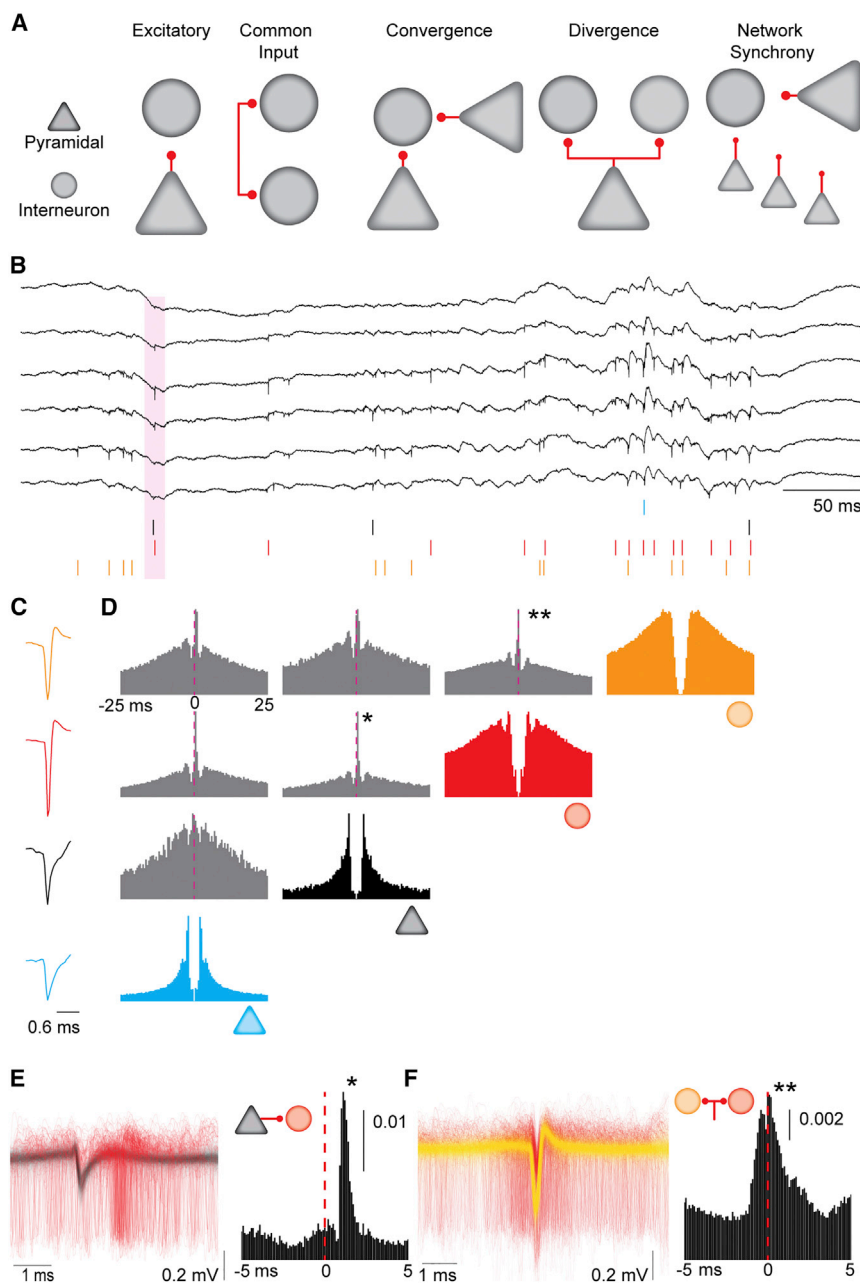 A
Excitatory
Common
Input
Convergence
Divergence
Network
Synchrony
Pyramidal
Interneuron
B
50 ms
C
D
**
-25 ms
0
25
*
0.6 ms
E
*
0.01
1 ms
0.2 mV
-5 ms
0
5
F
**
0.002
1 ms
0.2 mV
-5 ms
0
5